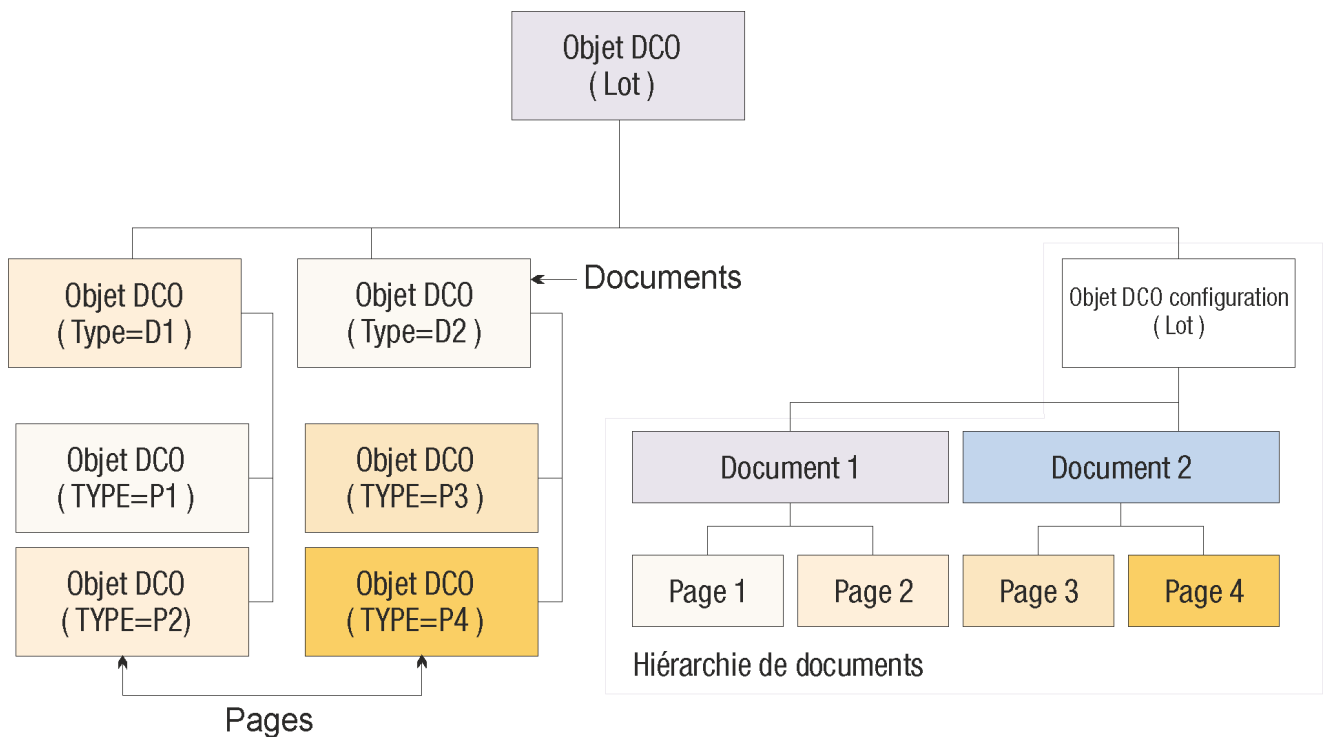 Objet DCO
( Lot )
Objet DCO
( Type=D1 )
Objet DCO
( Type=D2 )
Documents
Objet DCO configuration
( Lot )
Objet DCO
( TYPE=P1 )
Objet DCO
( TYPE=P3 )
Document 1
Document 2
Objet DCO
( TYPE=P2)
Objet DCO
( TYPE=P4 )
Page 1
Page 2
Page 3
Page 4
Hiérarchie de documents
Pages